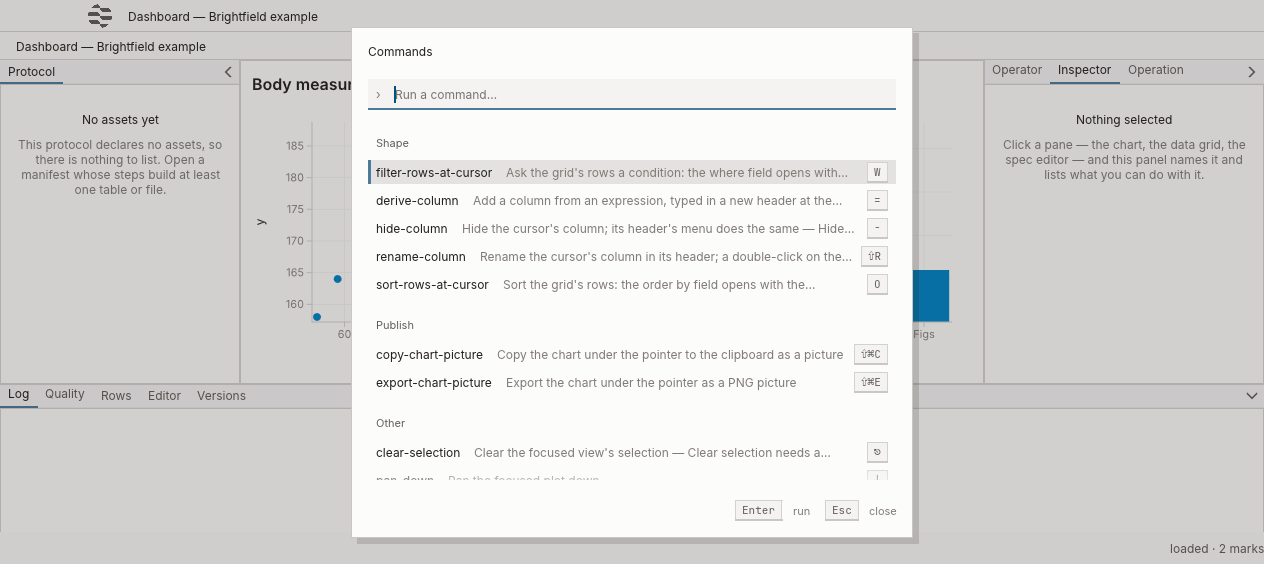 Dashboard — Brightfield example
Dashboard — Brightfield example
Protocol
No assets yet
This protocol declares no assets, so
there is nothing to list. Open a
manifest whose steps build at least
one table or file.
Body measur
185
180
175
170
165
160
y
60
Commands
› Run a command...
Shape
filter-rows-at-cursor Ask the grid's rows a condition: the where field opens with... W
derive-column Add a column from an expression, typed in a new header at the... =
hide-column Hide the cursor's column; its header's menu does the same — Hide... -
rename-column Rename the cursor's column in its header; a double-click on the... ⇧R
sort-rows-at-cursor Sort the grid's rows: the order by field opens with the... O
Publish
copy-chart-picture Copy the chart under the pointer to the clipboard as a picture ⇧⌘C
export-chart-picture Export the chart under the pointer as a PNG picture ⇧⌘E
Other
clear-selection Clear the focused view's selection — Clear selection needs a... ⎋
pan-down Pan the focused plot down
Enter run Esc close
Figs
Operator Inspector Operation
Nothing selected
Click a pane — the chart, the data grid, the
spec editor — and this panel names it and
lists what you can do with it.
Log Quality Rows Editor Versions
loaded · 2 marks